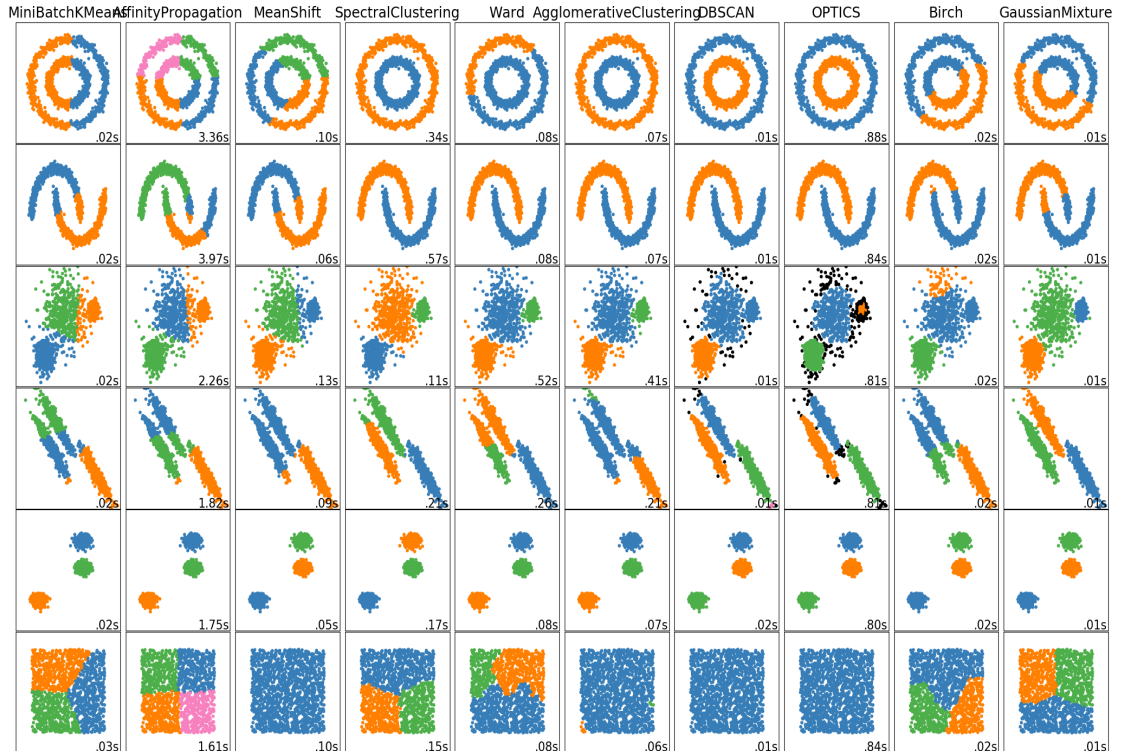 MiniBatchKMeans AffinityPropagation MeanShift SpectralClustering Ward AgglomerativeClustering DBSCAN OPTICS Birch GaussianMixture
.02s 3.36s .10s .34s .08s .07s .01s .88s .02s .01s
.02s 3.97s .06s .57s .08s .07s .01s .84s .02s .01s
.02s 2.26s .13s .11s .52s .41s .01s .81s .02s .01s
.02s 1.82s .09s .21s .26s .21s .01s .81s .02s .01s
.02s 1.75s .05s .17s .08s .07s .02s .80s .02s .01s
.03s 1.61s .10s .15s .08s .06s .01s .84s .02s .01s